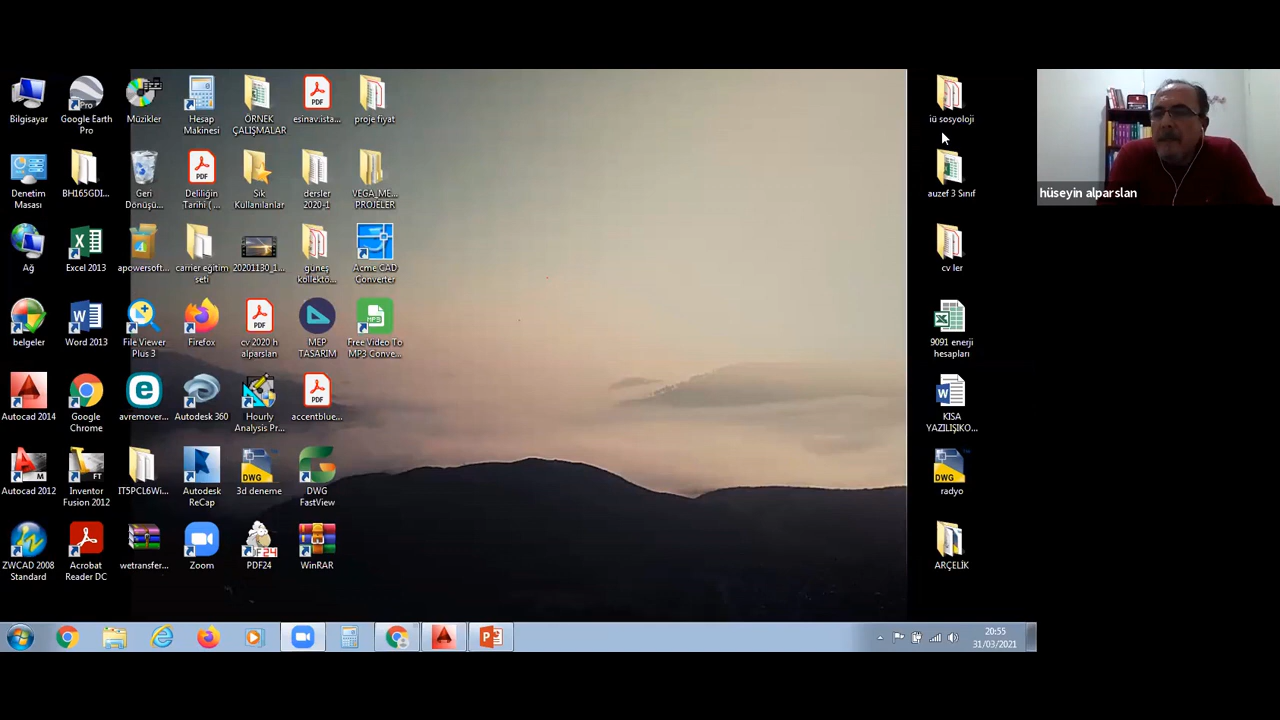 Bilgisayar
Google Earth
Pro
Müzikler
Hesap
Makinesi
ÖRNEK
ÇALIŞMALAR
esinav.ista...
proje fiyat
iü sosyoloji
Denetim
Masası
BH165GDI...
Geri
Dönüşü...
Deliliğin
Tarihi ( ...
Sık
Kullanılanlar
dersler
2020-1
VEGA_ME...
PROJELER
auzef 3 Sınıf
hüseyin alparslan
Ağ
Excel 2013
apowersoft...
carrier eğitim
seti
20201130_1...
güneş
kollektö...
Acme CAD
Converter
cv ler
belgeler
Word 2013
File Viewer
Plus 3
Firefox
cv 2020 h
alparslan
MEP
TASARIM
Free Video To
MP3 Conve...
9091 enerji
hesapları
Autocad 2014
Google
Chrome
avremover...
Autodesk 360
Hourly
Analysis Pr...
accentblue...
KISA
YAZILIŞIKO...
Autocad 2012
Inventor
Fusion 2012
IT5PCL6Wi...
Autodesk
ReCap
3d deneme
DWG
FastView
radyo
ZWCAD 2008
Standard
Acrobat
Reader DC
wetransfer...
Zoom
PDF24
WinRAR
ARÇELİK
20:55
31/03/2021